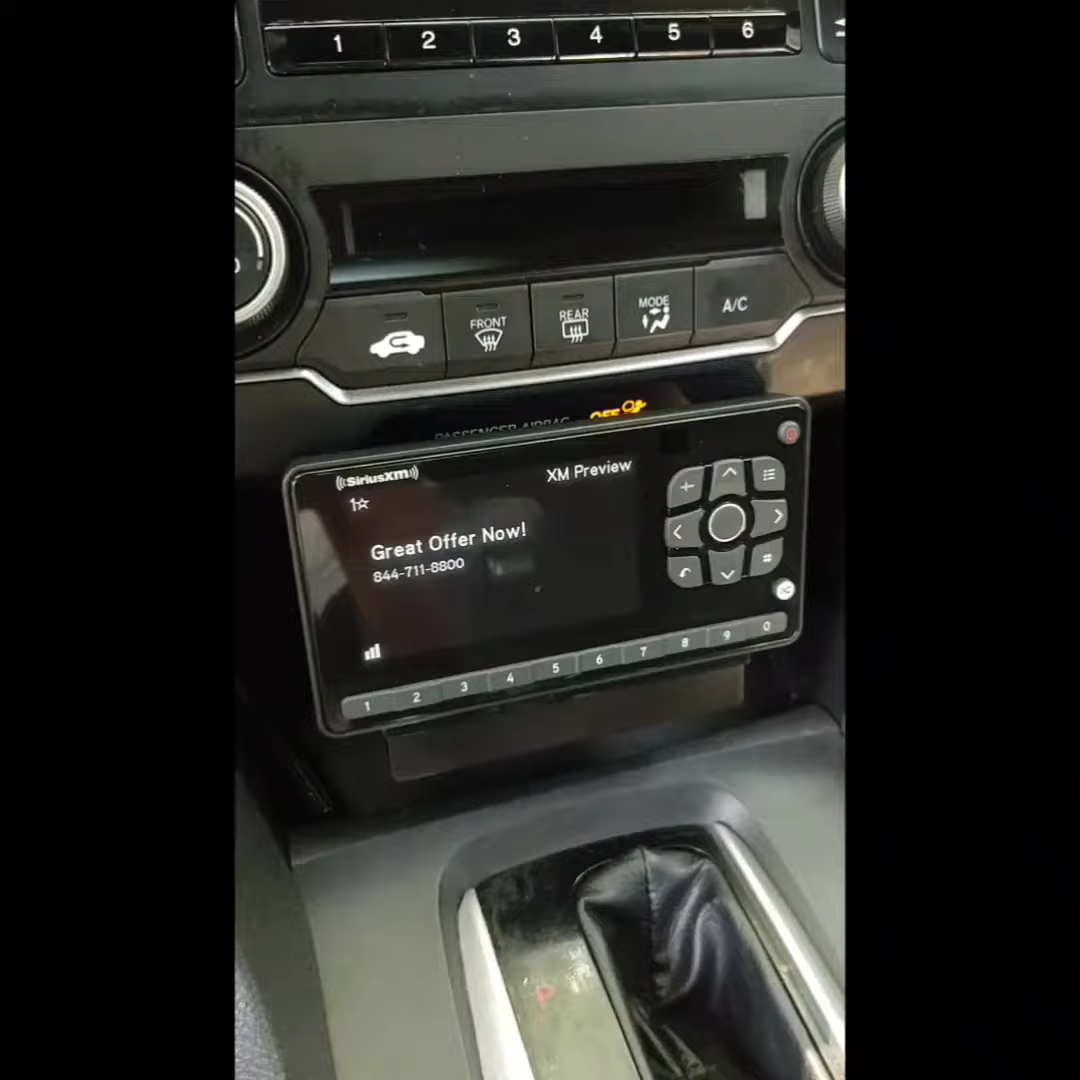 1 2 3 4 5 6
FRONT
REAR
MODE
A/C
PASSENGER AIRBAG OFF
SiriusXM
XM Preview
1☆
Great Offer Now!
844-711-8800
+
#
1 2 3 4 5 6 7 8 9 0
P